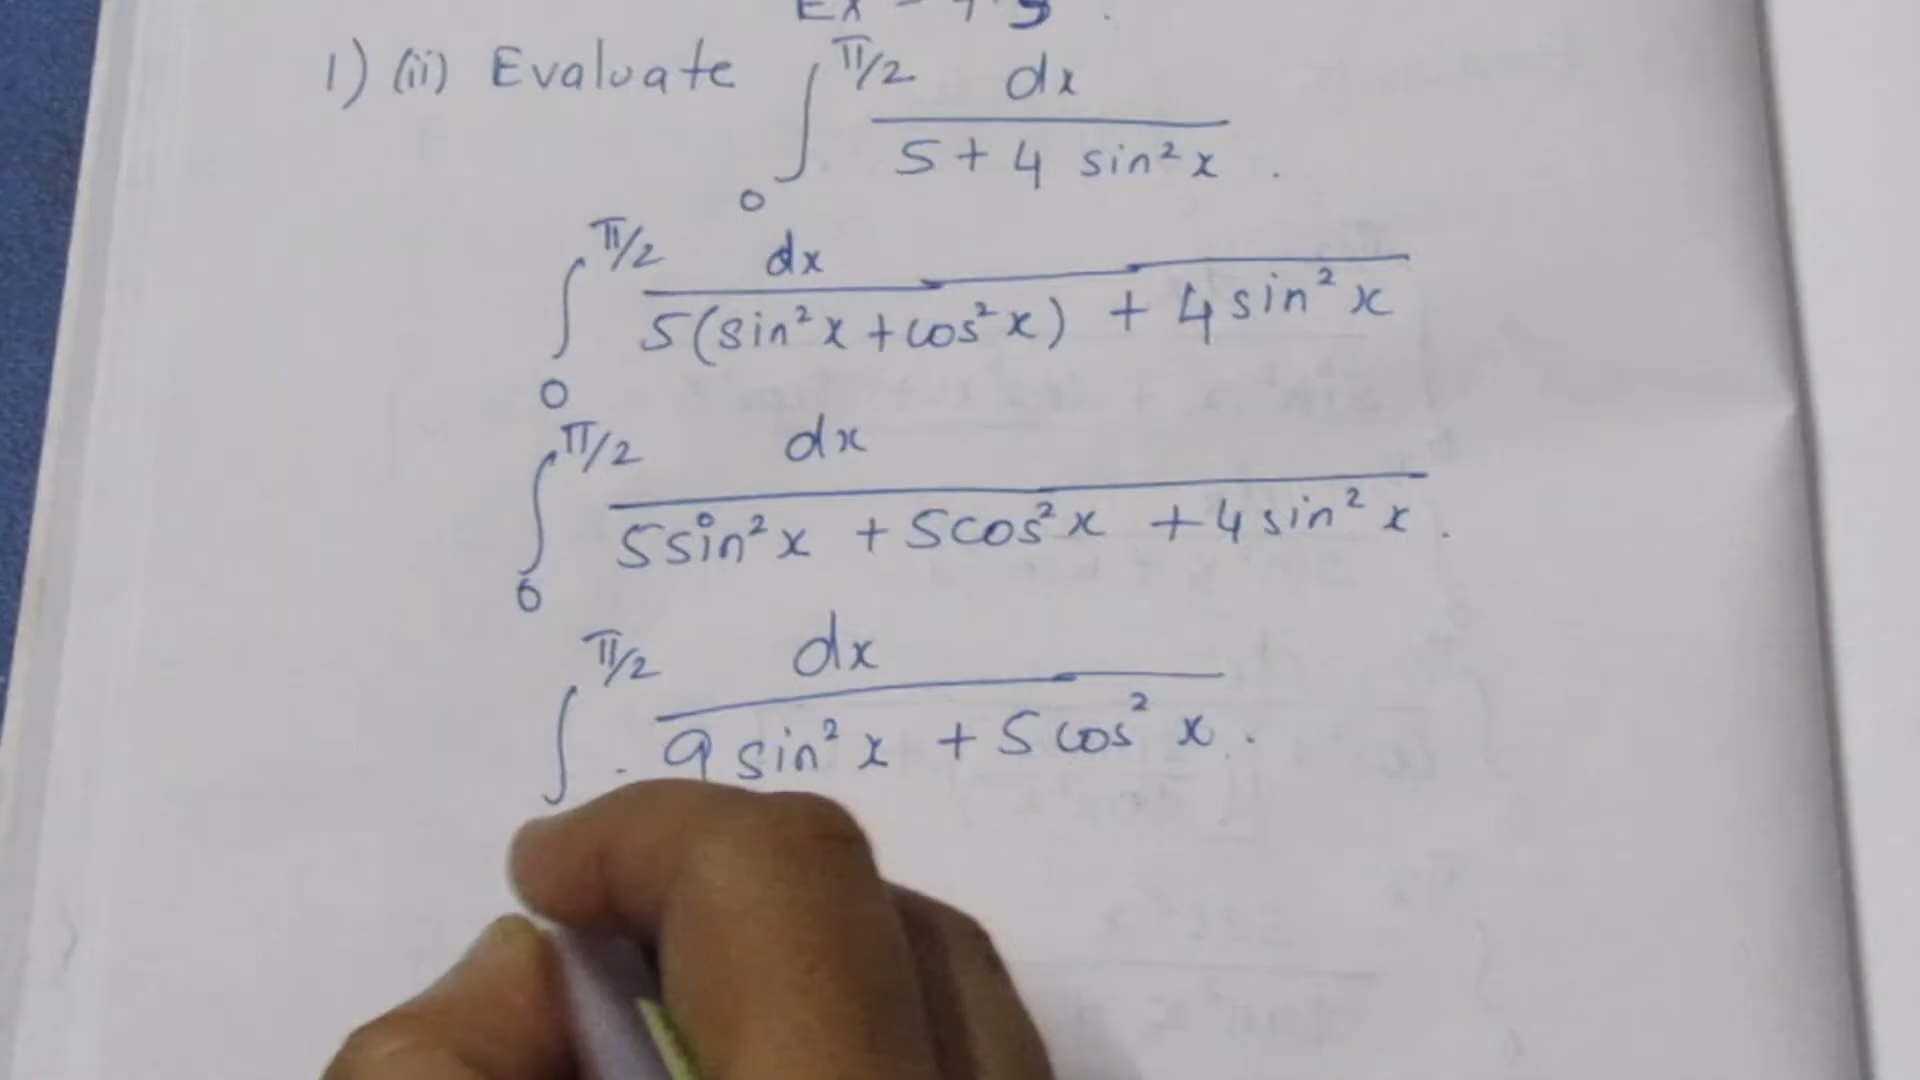 1) (ii) Evaluate ∫₀^π/2 dx / 5 + 4 sin²x .
∫₀^π/2 dx / 5(sin²x + cos²x) + 4 sin²x
∫₀^π/2 dx / 5sin²x + 5cos²x + 4 sin²x .
∫^π/2 dx / 9 sin²x + 5 cos²x .